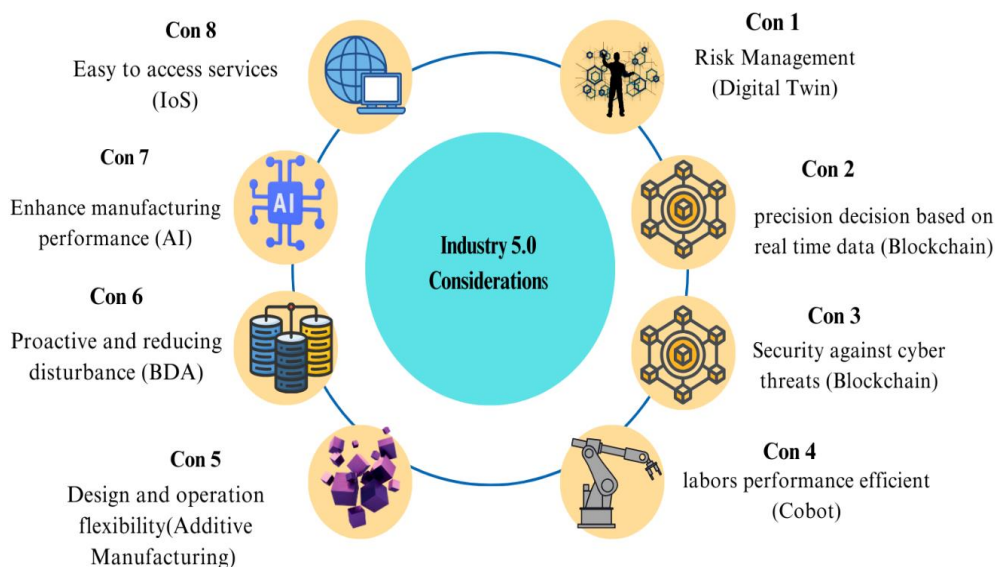 Con 8
Easy to access services
(IoS)
Con 1
Risk Management
(Digital Twin)
Con 7
Enhance manufacturing
performance (AI)
AI
Con 2
precision decision based on
real time data (Blockchain)
Industry 5.0
Considerations
Con 6
Proactive and reducing
disturbance (BDA)
Con 3
Security against cyber
threats (Blockchain)
Con 5
Design and operation
flexibility(Additive
Manufacturing)
Con 4
labors performance efficient
(Cobot)